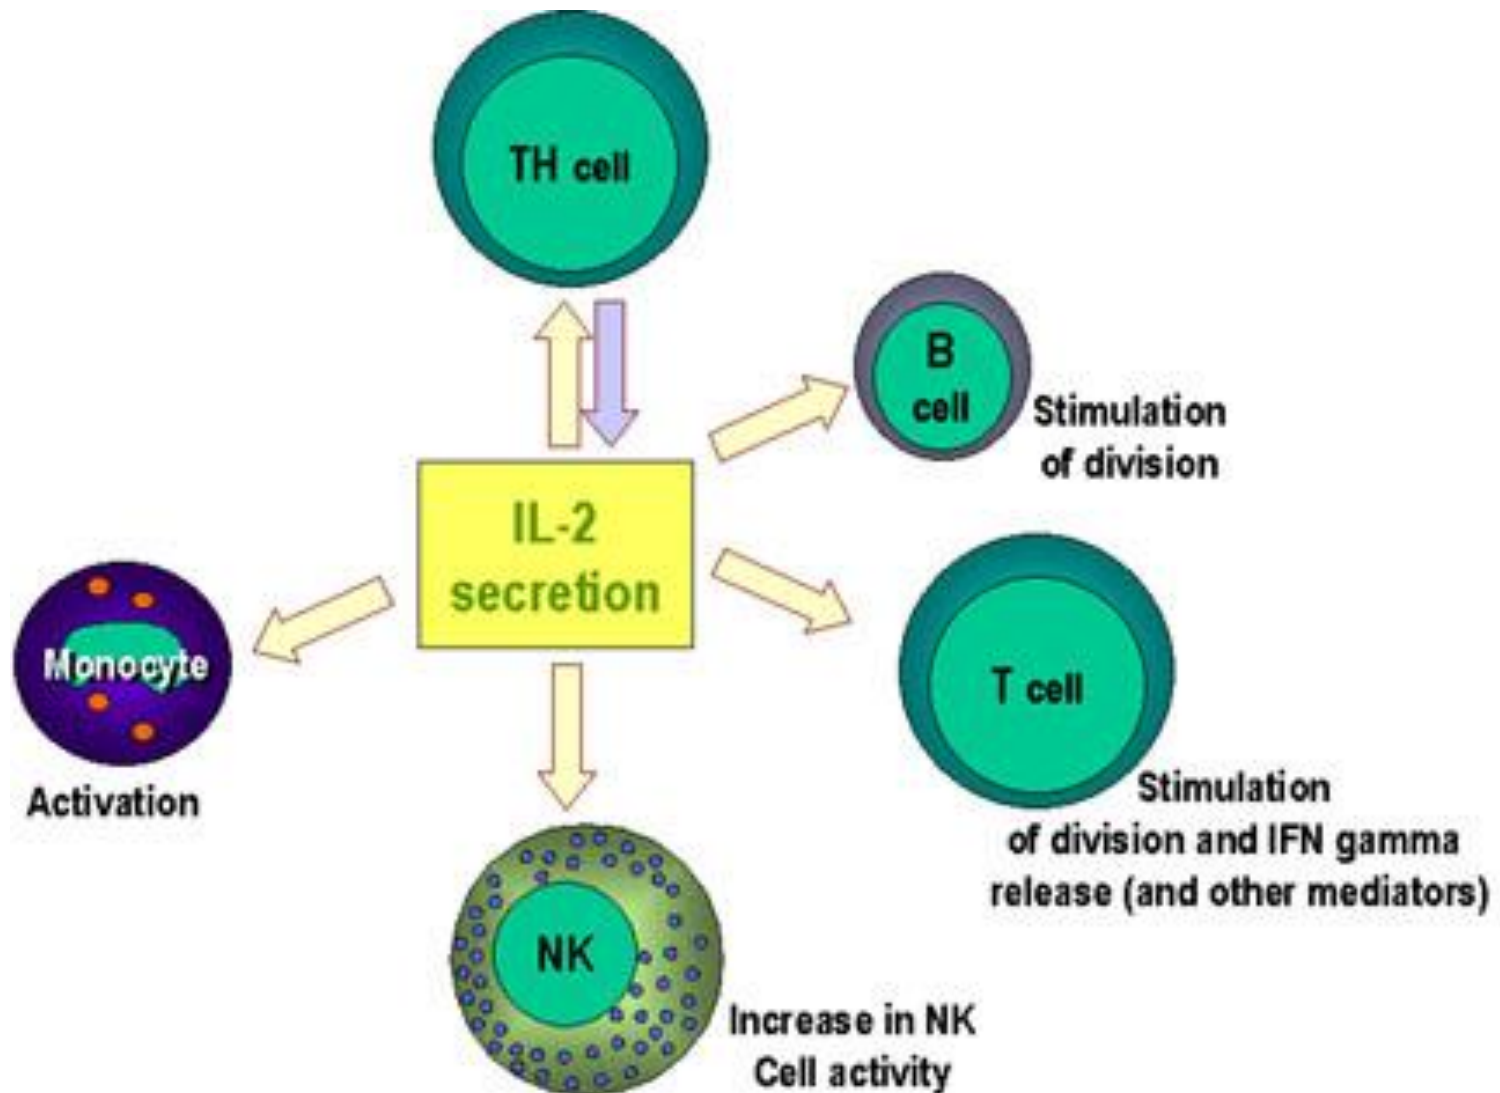 TH cell
B
cell
Stimulation
of division
IL-2
secretion
Monocyte
Activation
T cell
Stimulation
of division and IFN gamma
release (and other mediators)
NK
Increase in NK
Cell activity